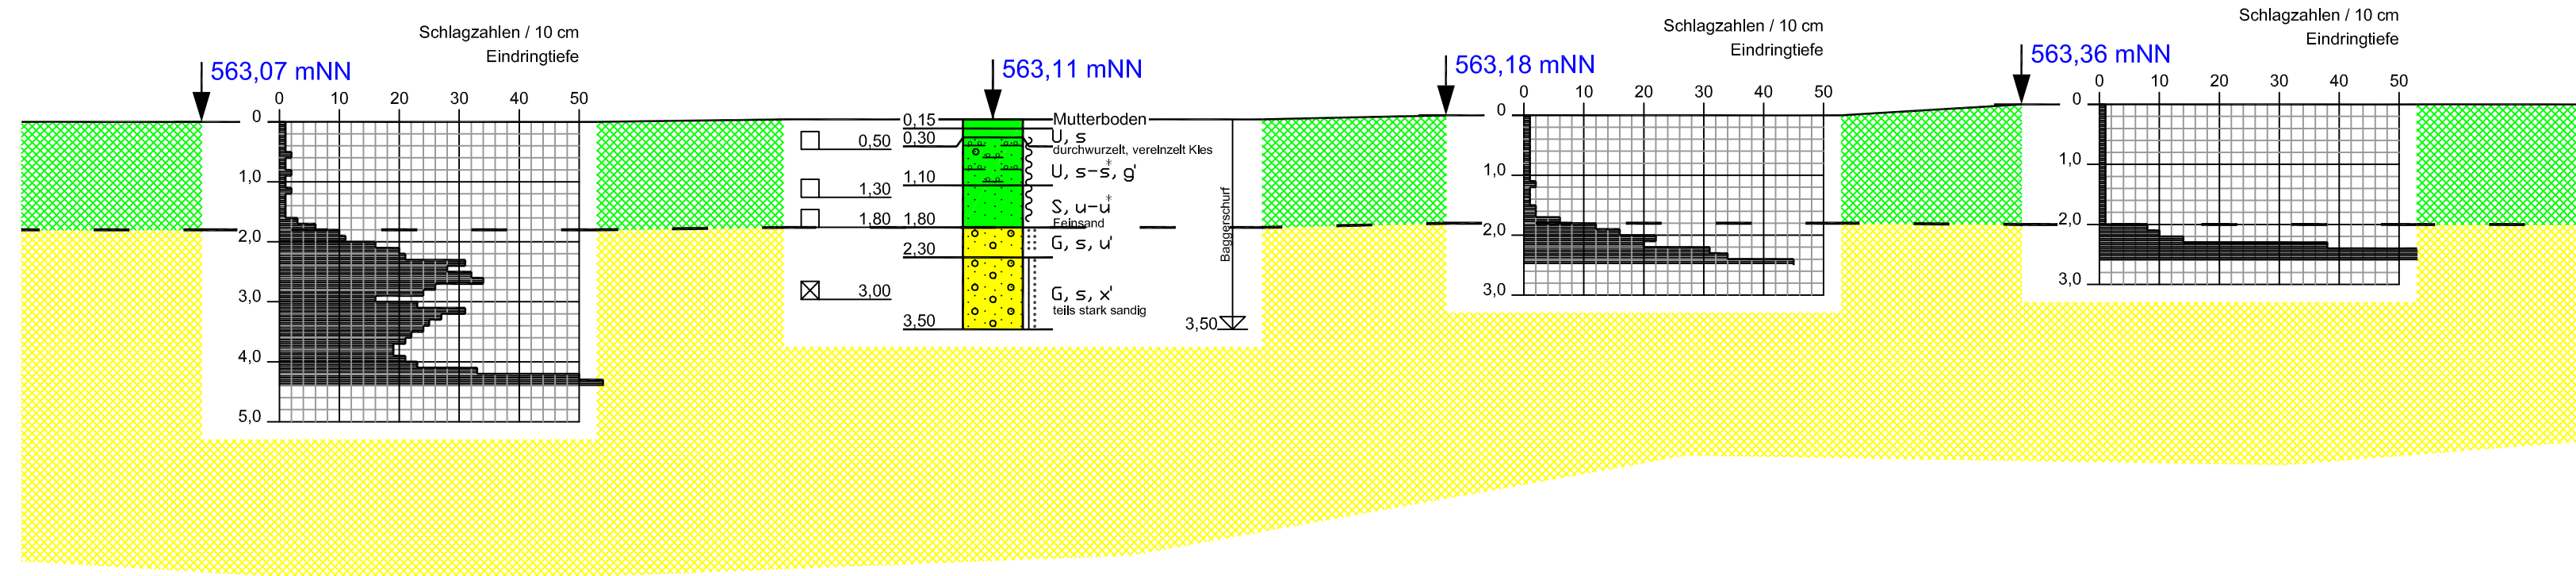 Schlagzahlen / 10 cm
Eindringtiefe
563,07 mNN
0 10 20 30 40 50
0
1,0
2,0
3,0
4,0
5,0
563,11 mNN
0,15 Mutterboden
0,50 0,30 U, s
durchwurzelt, vereinzelt Kies
1,10 U, s-s*, g'
1,30
1,80 1,80 S, u-u*
Feinsand
2,30 G, s, u'
3,00 G, s, x'
teils stark sandig
3,50
Baggerschurf
3,50
Schlagzahlen / 10 cm
Eindringtiefe
563,18 mNN
0 10 20 30 40 50
0
1,0
2,0
3,0
Schlagzahlen / 10 cm
Eindringtiefe
563,36 mNN
0 10 20 30 40 50
0
1,0
2,0
3,0